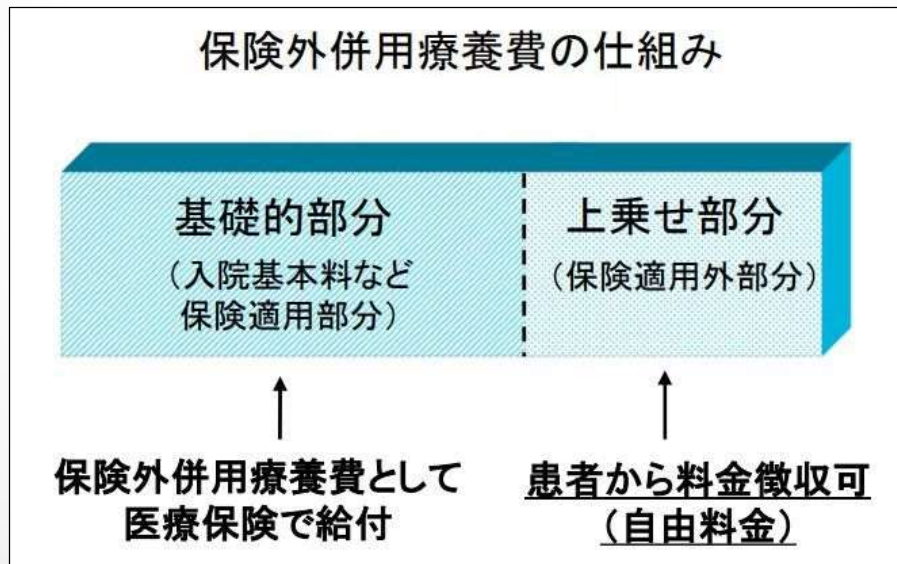 保険外併用療養費の仕組み
基礎的部分
（入院基本料など
保険適用部分）
上乗せ部分
（保険適用外部分）
保険外併用療養費として
医療保険で給付
患者から料金徴収可
（自由料金）